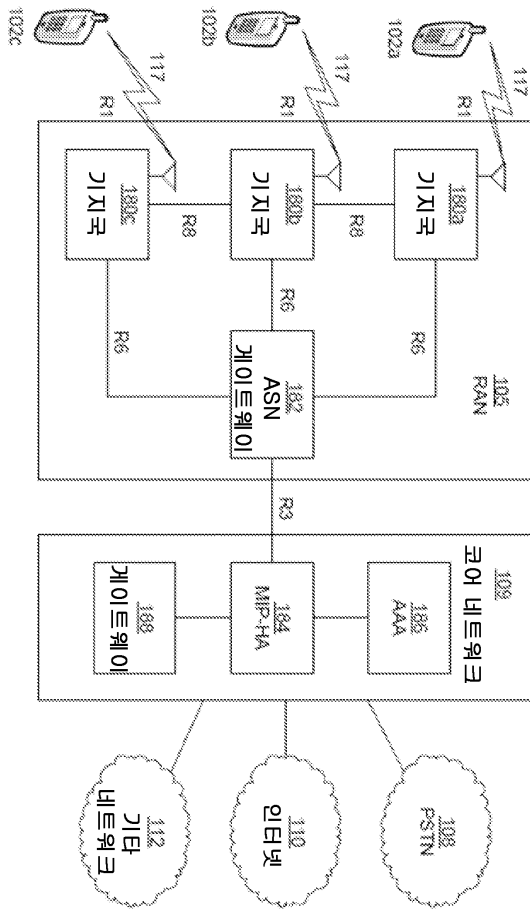 109
코어 네트워크
105
RAN
117
R1
102a
180a
기지국
R6
186
AAA
108
PSTN
R8
117
R1
102b
180b
기지국
R6
182
ASN
게이트웨이
R3
184
MIP-HA
110
인터넷
R8
117
R1
102c
180c
기지국
R6
188
게이트웨이
112
기타
네트워크